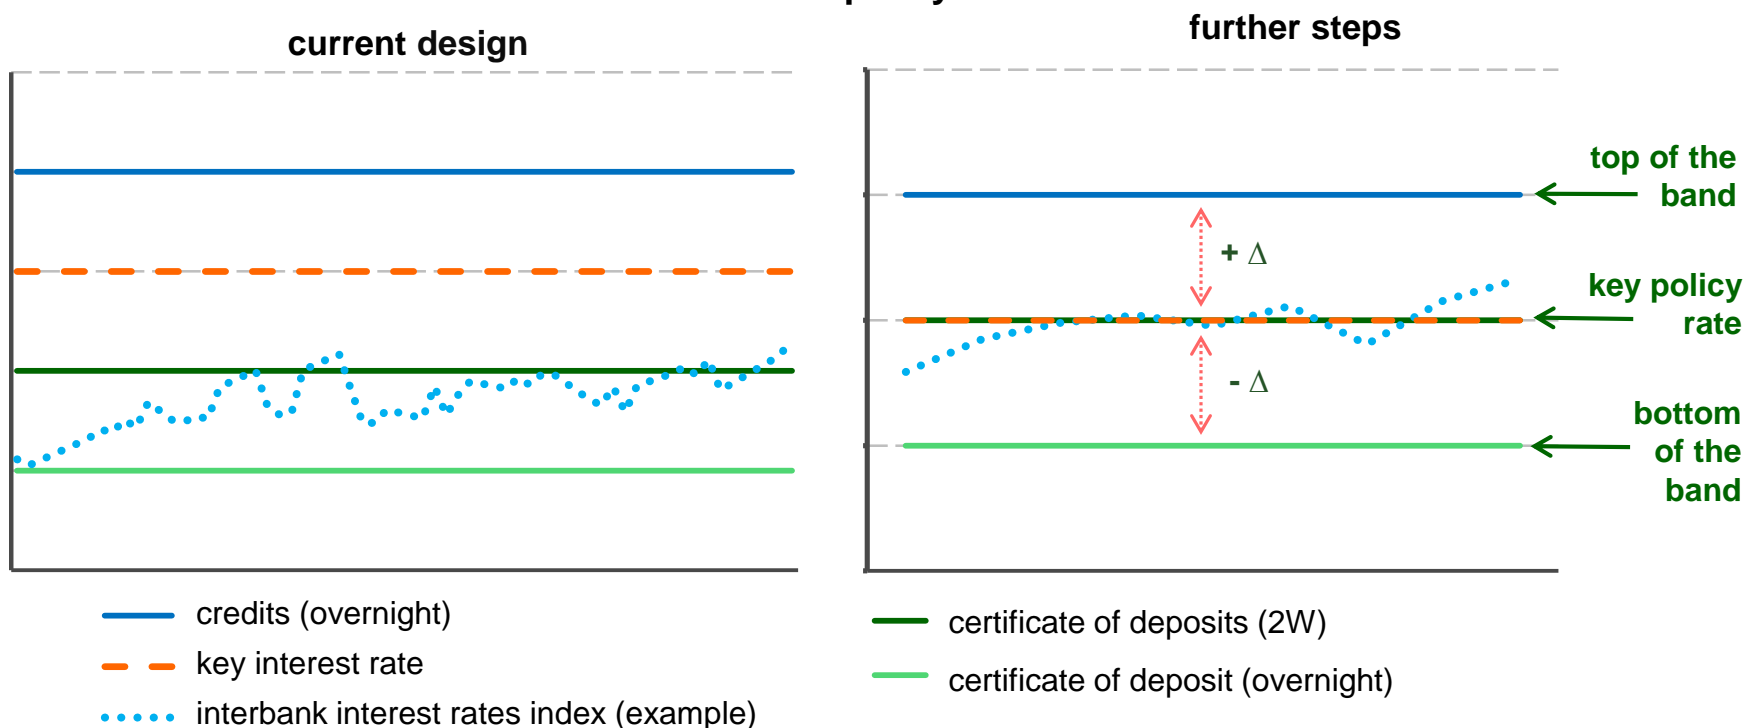 current design
further steps
top of the
band
+ Δ
key policy
rate
- Δ
bottom
of the
band
credits (overnight)
key interest rate
interbank interest rates index (example)
certificate of deposits (2W)
certificate of deposit (overnight)